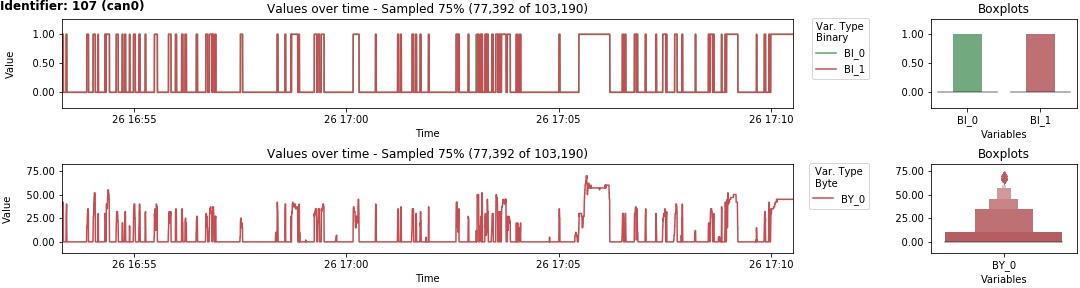 Identifier: 107 (can0)
Values over time - Sampled 75% (77,392 of 103,190)
Value
1.00
0.50
0.00
26 16:55
26 17:00
26 17:05
26 17:10
Time
Var. Type
Binary
BI_0
BI_1
Boxplots
1.00
0.50
0.00
BI_0
BI_1
Variables
Values over time - Sampled 75% (77,392 of 103,190)
Value
75.00
50.00
25.00
0.00
26 16:55
26 17:00
26 17:05
26 17:10
Time
Var. Type
Byte
BY_0
Boxplots
75.00
50.00
25.00
0.00
BY_0
Variables